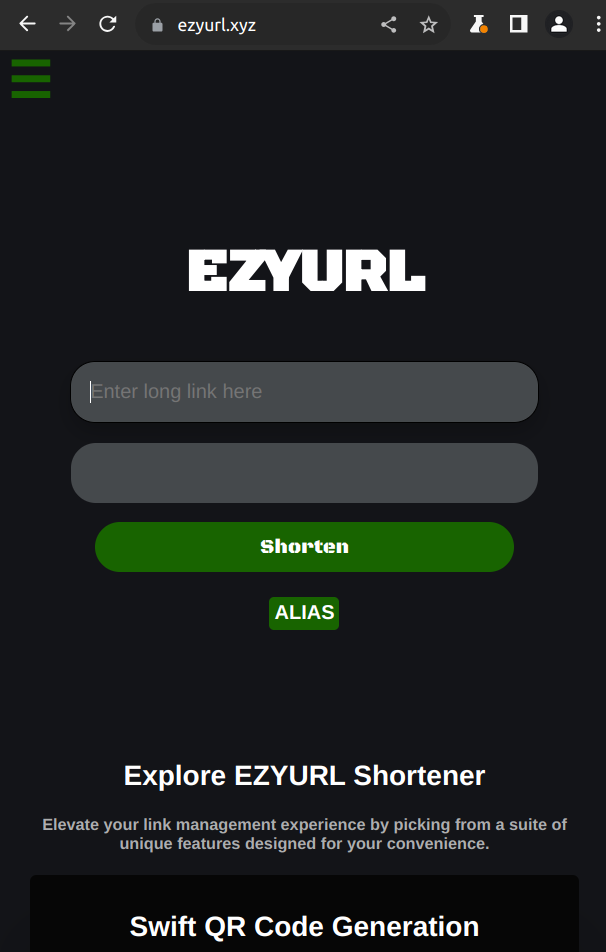 ezyurl.xyz
EZYURL
Enter long link here
Shorten
ALIAS
Explore EZYURL Shortener
Elevate your link management experience by picking from a suite of
unique features designed for your convenience.
Swift QR Code Generation